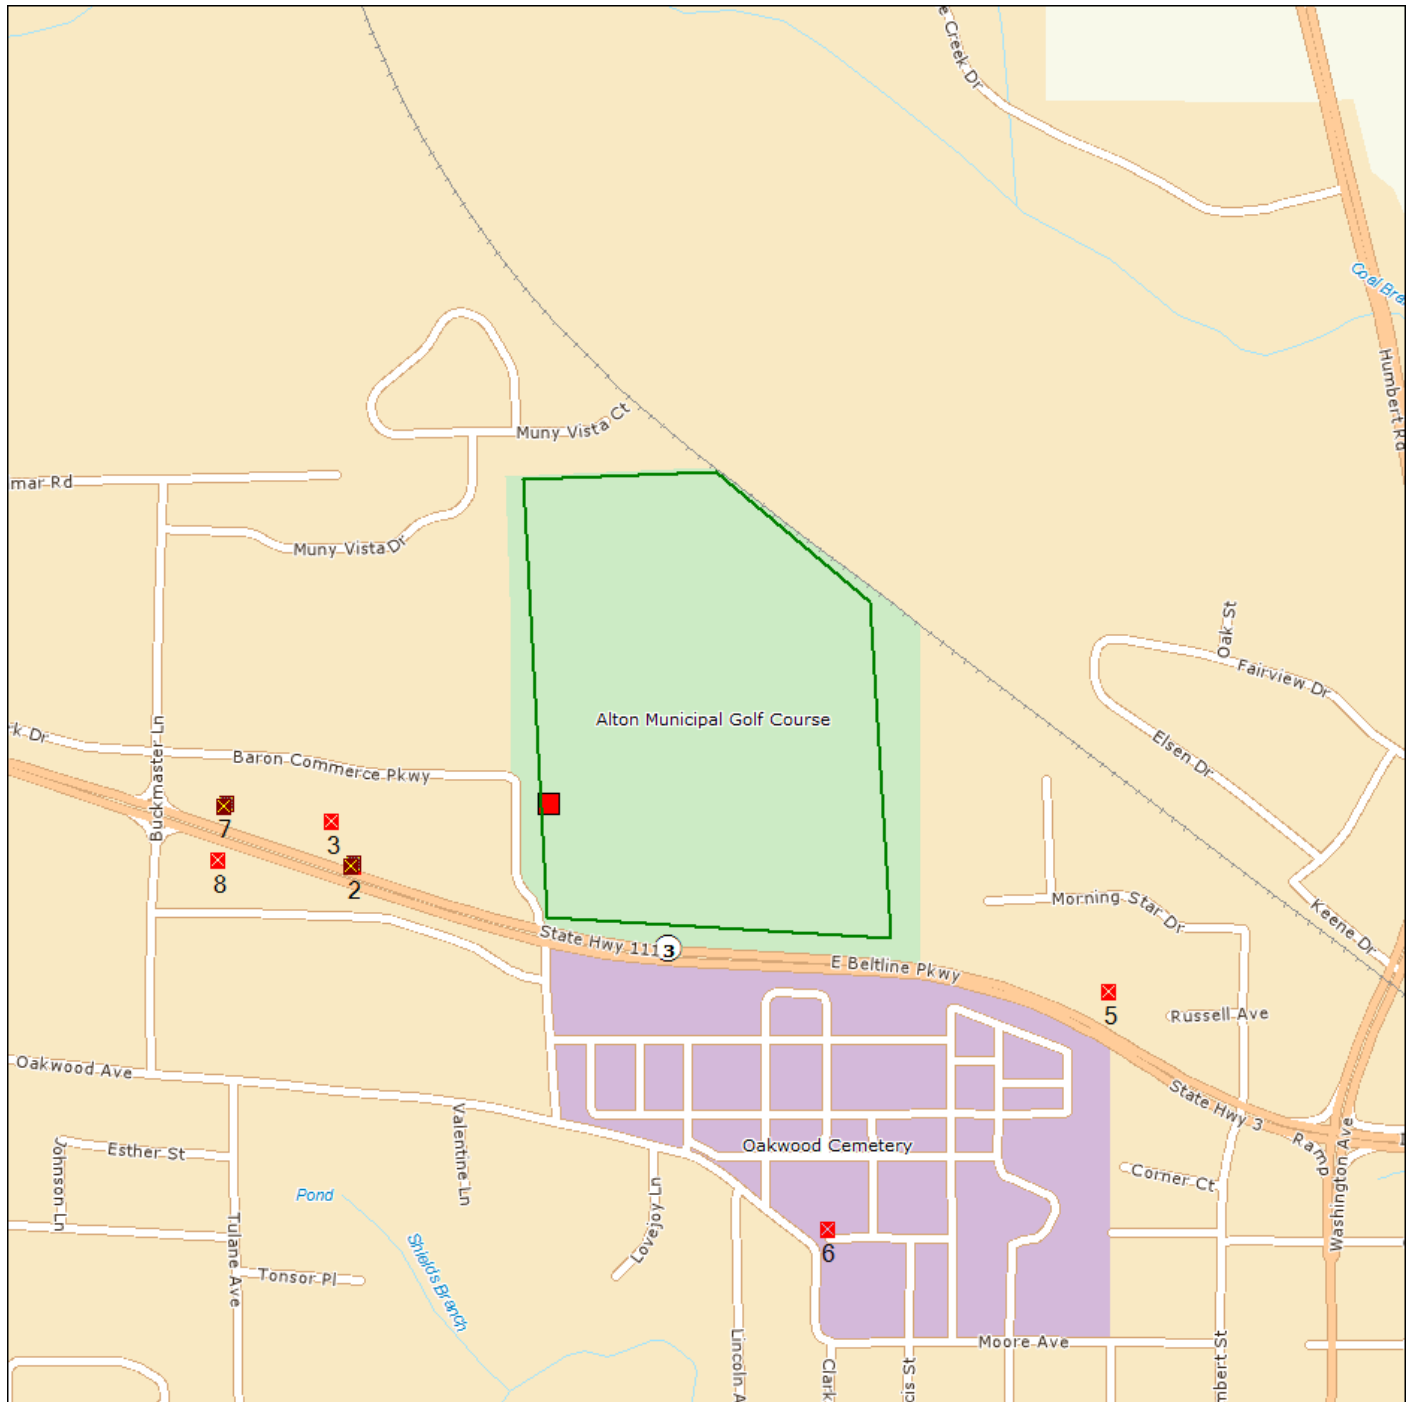 e Creek Dr
Coal Bra
Humbert Rd
Muny Vista Ct
mar Rd
Muny Vista Dr
Oak St
Fairview Dr
Alton Municipal Golf Course
Elsen Dr
rk Dr
Buckmaster Ln
Baron Commerce Pkwy
7
3
8
2
Morning Star Dr
Keene Dr
State Hwy 111
3
E Beltline Pkwy
5
Russell Ave
Oakwood Ave
State Hwy 3
Ramp
Washington Ave
Valentine Ln
Johnson Ln
Esther St
Oakwood Cemetery
Corner Ct
Pond
Lovejoy Ln
Tulane Ave
6
Shields Branch
Tonsor Pl
Lincoln A
Clark
cis St
Moore Ave
mbert St